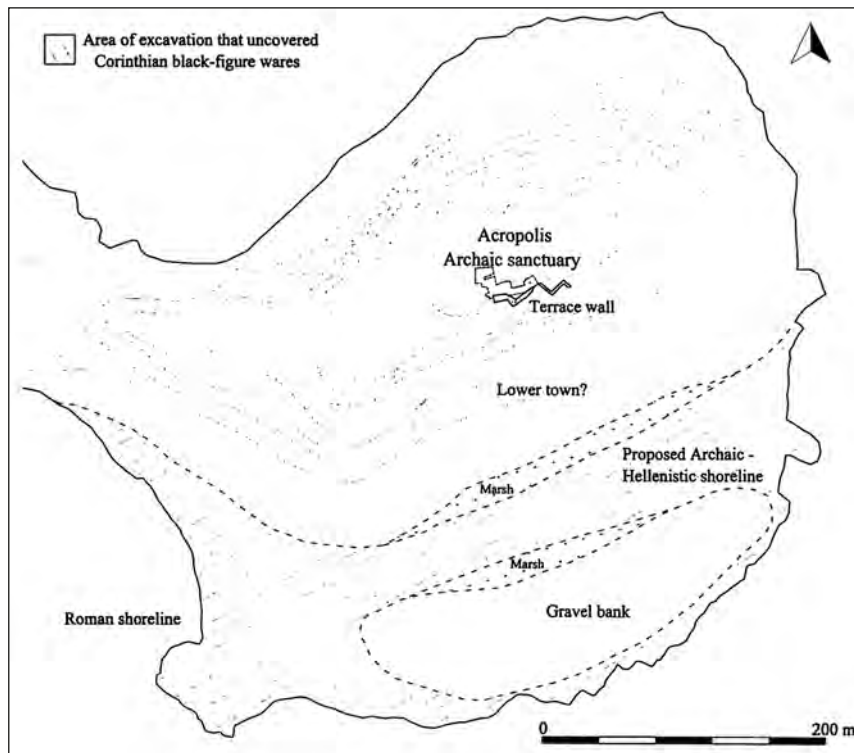 Area of excavation that uncovered
Corinthian black-figure wares
Acropolis
Archaic sanctuary
Terrace wall
Lower town?
Proposed Archaic -
Hellenistic shoreline
Marsh
Marsh
Gravel bank
Roman shoreline
0
200 m